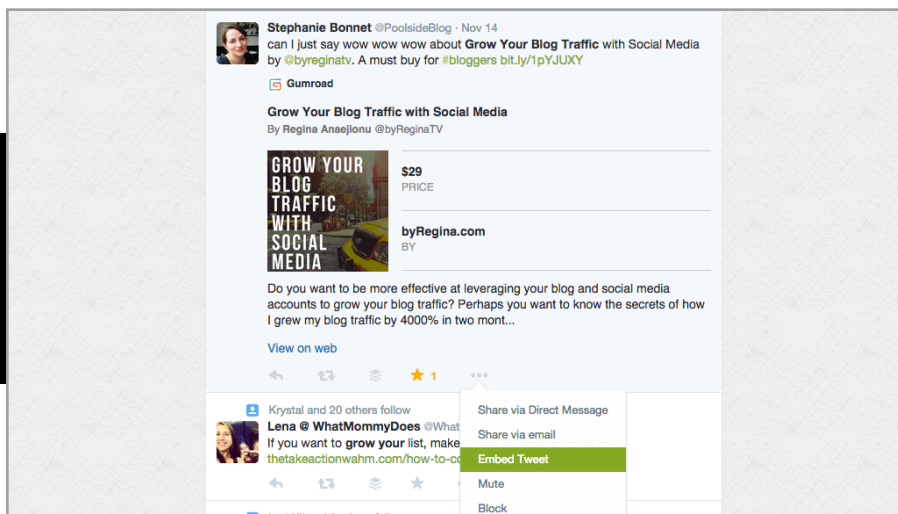 Stephanie Bonnet @PoolsideBlog · Nov 14
can I just say wow wow wow about Grow Your Blog Traffic with Social Media
by @byreginatv. A must buy for #bloggers bit.ly/1pYJUXY
Gumroad
Grow Your Blog Traffic with Social Media
By Regina Anaejionu @byReginaTV
GROW YOUR
BLOG
TRAFFIC
WITH
SOCIAL
MEDIA
$29
PRICE
byRegina.com
BY
Do you want to be more effective at leveraging your blog and social media
accounts to grow your blog traffic? Perhaps you want to know the secrets of how
I grew my blog traffic by 4000% in two mont...
View on web
1
Krystal and 20 others follow
Lena @ WhatMommyDoes @What
If you want to grow your list, make
thetakeactionwahm.com/how-to-co
Share via Direct Message
Share via email
Embed Tweet
Mute
Block